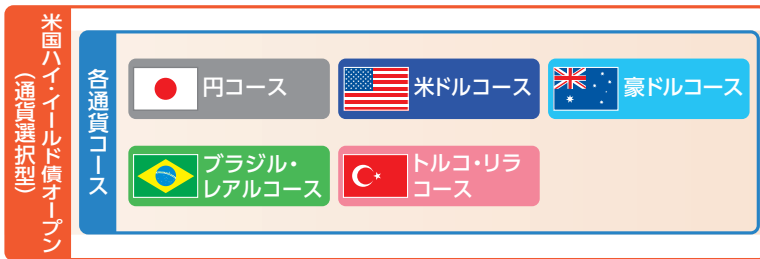 米国ハイ・イールド債オープン
(通貨選択型)
各通貨コース
円コース
米ドルコース
豪ドルコース
ブラジル・
レアルコース
トルコ・リラ
コース